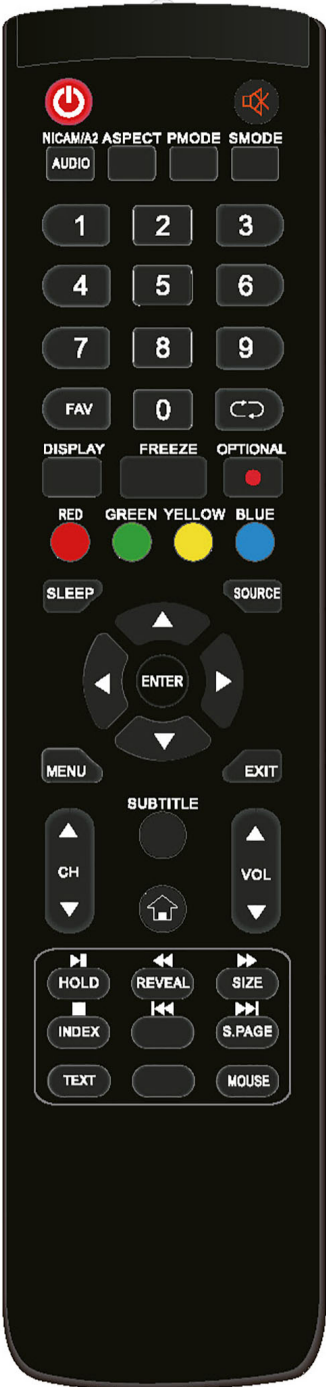 NICAM/A2 ASPECT PMODE SMODE
AUDIO
1 2 3
4 5 6
7 8 9
FAV 0
DISPLAY FREEZE OPTIONAL
RED GREEN YELLOW BLUE
SLEEP SOURCE
ENTER
MENU EXIT
SUBTITLE
CH VOL
HOLD REVEAL SIZE
INDEX S.PAGE
TEXT MOUSE